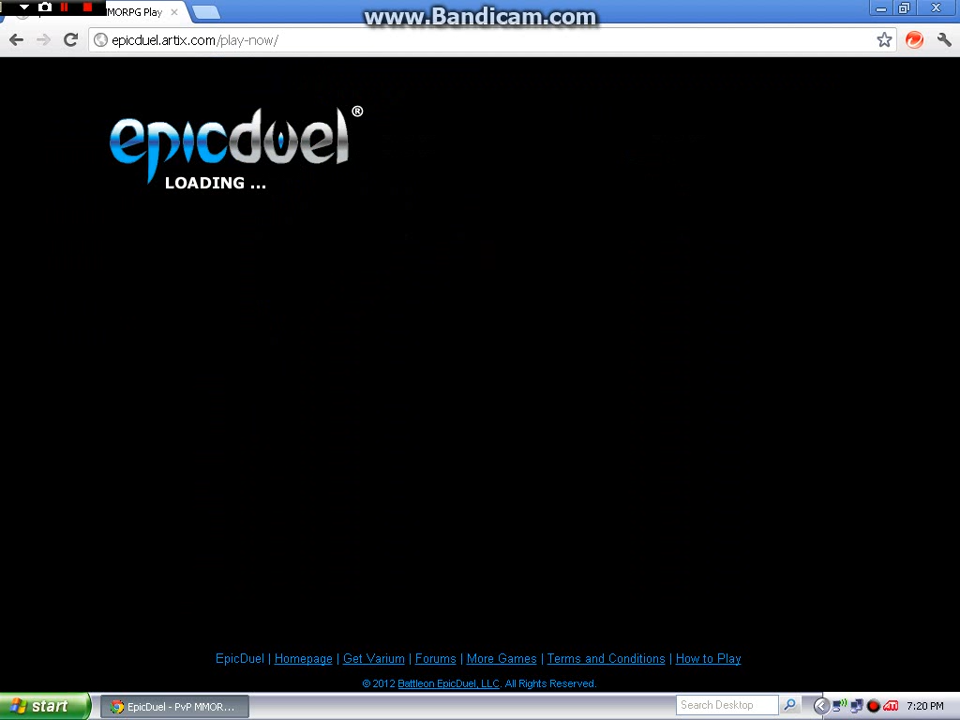 www.Bandicam.com
MMORPG Play
epicduel.artix.com/play-now/
epicduel®
LOADING ...
EpicDuel | Homepage | Get Varium | Forums | More Games | Terms and Conditions | How to Play
© 2012 Battleon EpicDuel, LLC. All Rights Reserved.
start
EpicDuel - PvP MMOR...
Search Desktop
7:20 PM